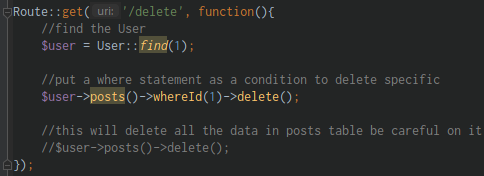 Route::get( uri: '/delete', function(){
//find the User
$user = User::find(1);
//put a where statement as a condition to delete specific
$user->posts()->whereId(1)->delete();
//this will delete all the data in posts table be careful on it
//$user->posts()->delete();
});